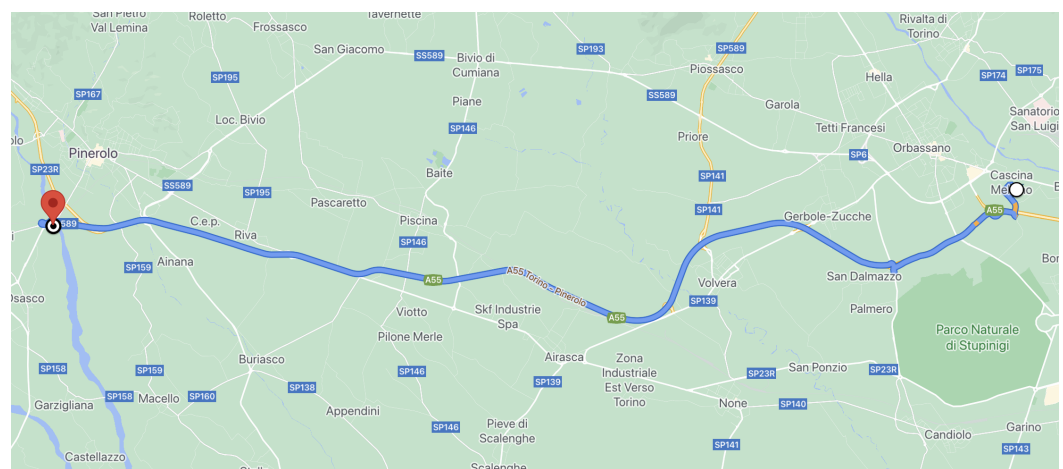 San Pietro
Val Lemina
Roletto
Frossasco
Tavernette
Rivalta di
Torino
San Giacomo
SS589
Bivio di
Cumiana
SP193
SP589
Piossasco
SP174
SP175
SP195
Hella
SP167
Piane
Garola
Sanatorio
San Luigi
Loc. Bivio
SS589
Tetti Francesi
SP146
Priore
Orbassano
Pinerolo
SP6
SP23R
Baite
SP141
Cascina
SS589
SP195
Pascaretto
SP141
A55
C.e.p.
Piscina
Gerbole-Zucche
589
Riva
SP146
Ainana
SP159
A55
A55 Torino - Pinerolo
Volvera
San Dalmazzo
Osasco
SP139
Viotto
Skf Industrie
Spa
A55
Palmero
Pilone Merle
Parco Naturale
di Stupinigi
Buriasco
Airasca
Zona
Industriale
Est Verso
Torino
SP158
SP159
SP146
SP139
SP23R
San Ponzio
SP23R
SP138
Garzigliana
SP158
Macello
SP160
Appendini
None
SP140
Pieve di
Scalenghe
SP146
SP141
Candiolo
Garino
SP143
Castellazzo
Scalenghe